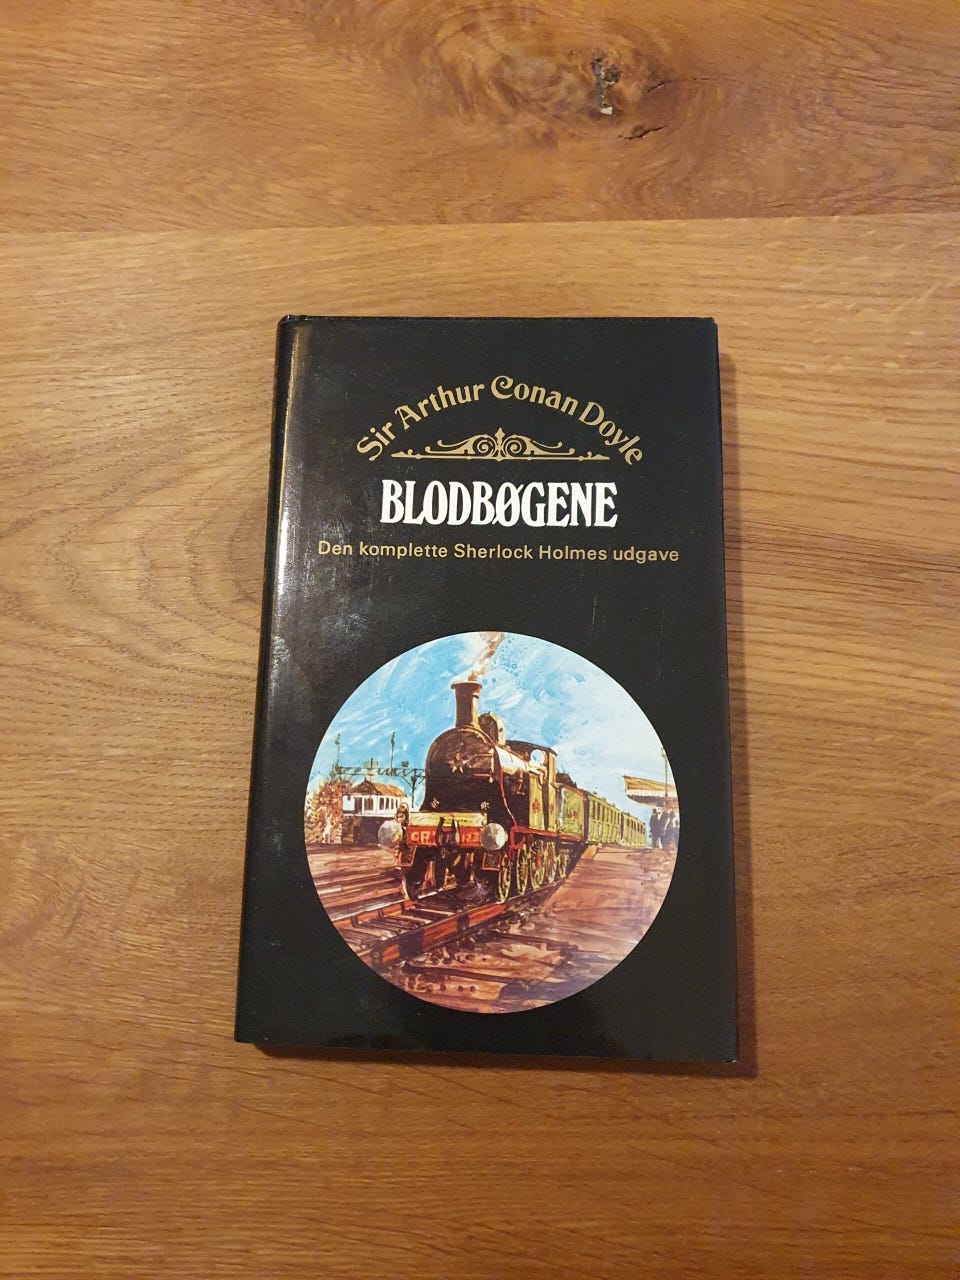 Sir Arthur Conan Doyle
BLODBØGENE
Den komplette Sherlock Holmes udgave